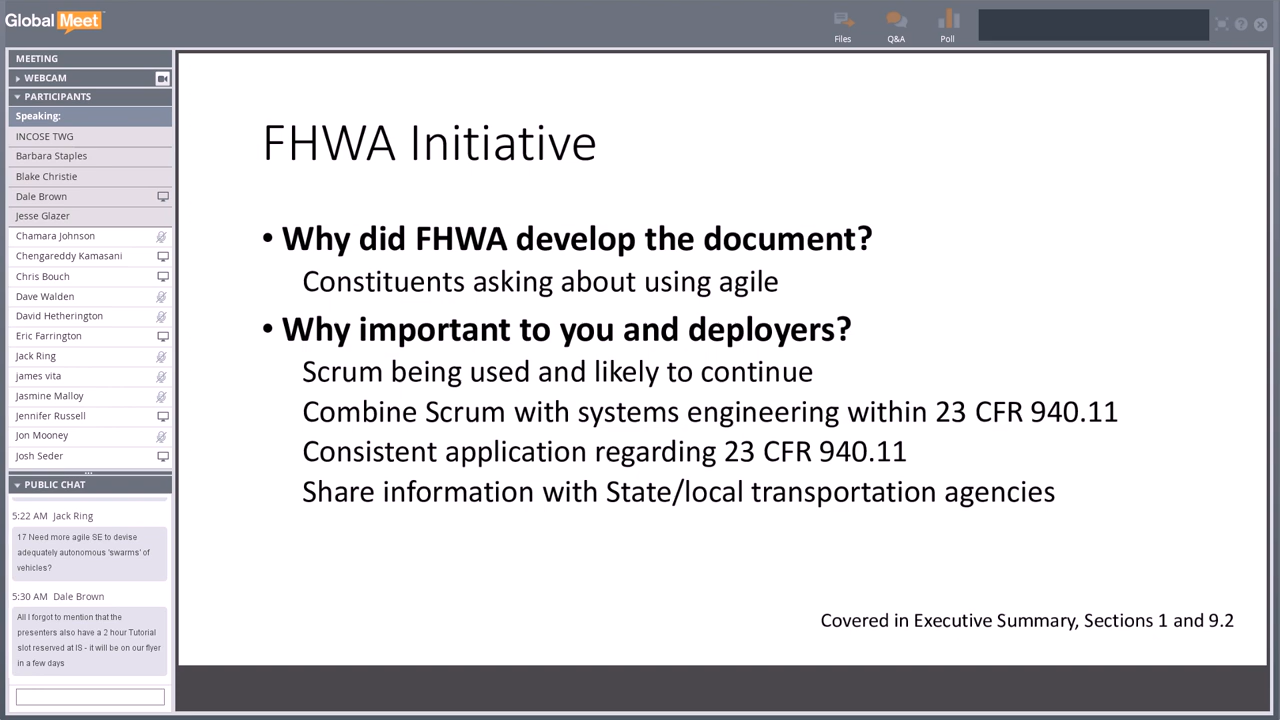 Global Meet
Files
Q&A
Poll
MEETING
WEBCAM
PARTICIPANTS
Speaking:
INCOSE TWG
Barbara Staples
Blake Christie
Dale Brown
Jesse Glazer
Chamara Johnson
Chengareddy Kamasani
Chris Bouch
Dave Walden
David Hetherington
Eric Farrington
Jack Ring
james vita
Jasmine Malloy
Jennifer Russell
Jon Mooney
Josh Seder
PUBLIC CHAT
5:22 AM Jack Ring
17 Need more agile SE to devise
adequately autonomous 'swarms' of
vehicles?
5:30 AM Dale Brown
All I forgot to mention that the
presenters also have a 2 hour Tutorial
slot reserved at IS - it will be on our flyer
in a few days
FHWA Initiative
• Why did FHWA develop the document?
Constituents asking about using agile
• Why important to you and deployers?
Scrum being used and likely to continue
Combine Scrum with systems engineering within 23 CFR 940.11
Consistent application regarding 23 CFR 940.11
Share information with State/local transportation agencies
Covered in Executive Summary, Sections 1 and 9.2